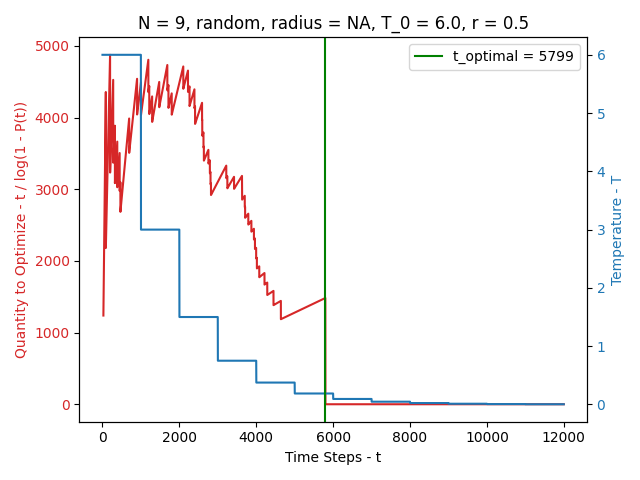 N = 9, random, radius = NA, T_0 = 6.0, r = 0.5
t_optimal = 5799
Quantity to Optimize - t / log(1 - P(t))
5000
4000
3000
2000
1000
0
6
5
4
3
2
1
0
Temperature - T
0 2000 4000 6000 8000 10000 12000
Time Steps - t